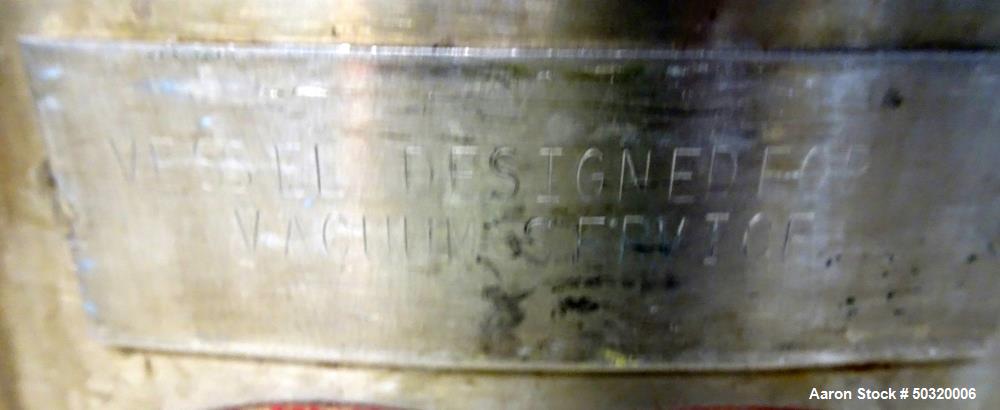 VESSEL DESIGNED FOR
VACUUM SERVICE
Aaron Stock # 50320006